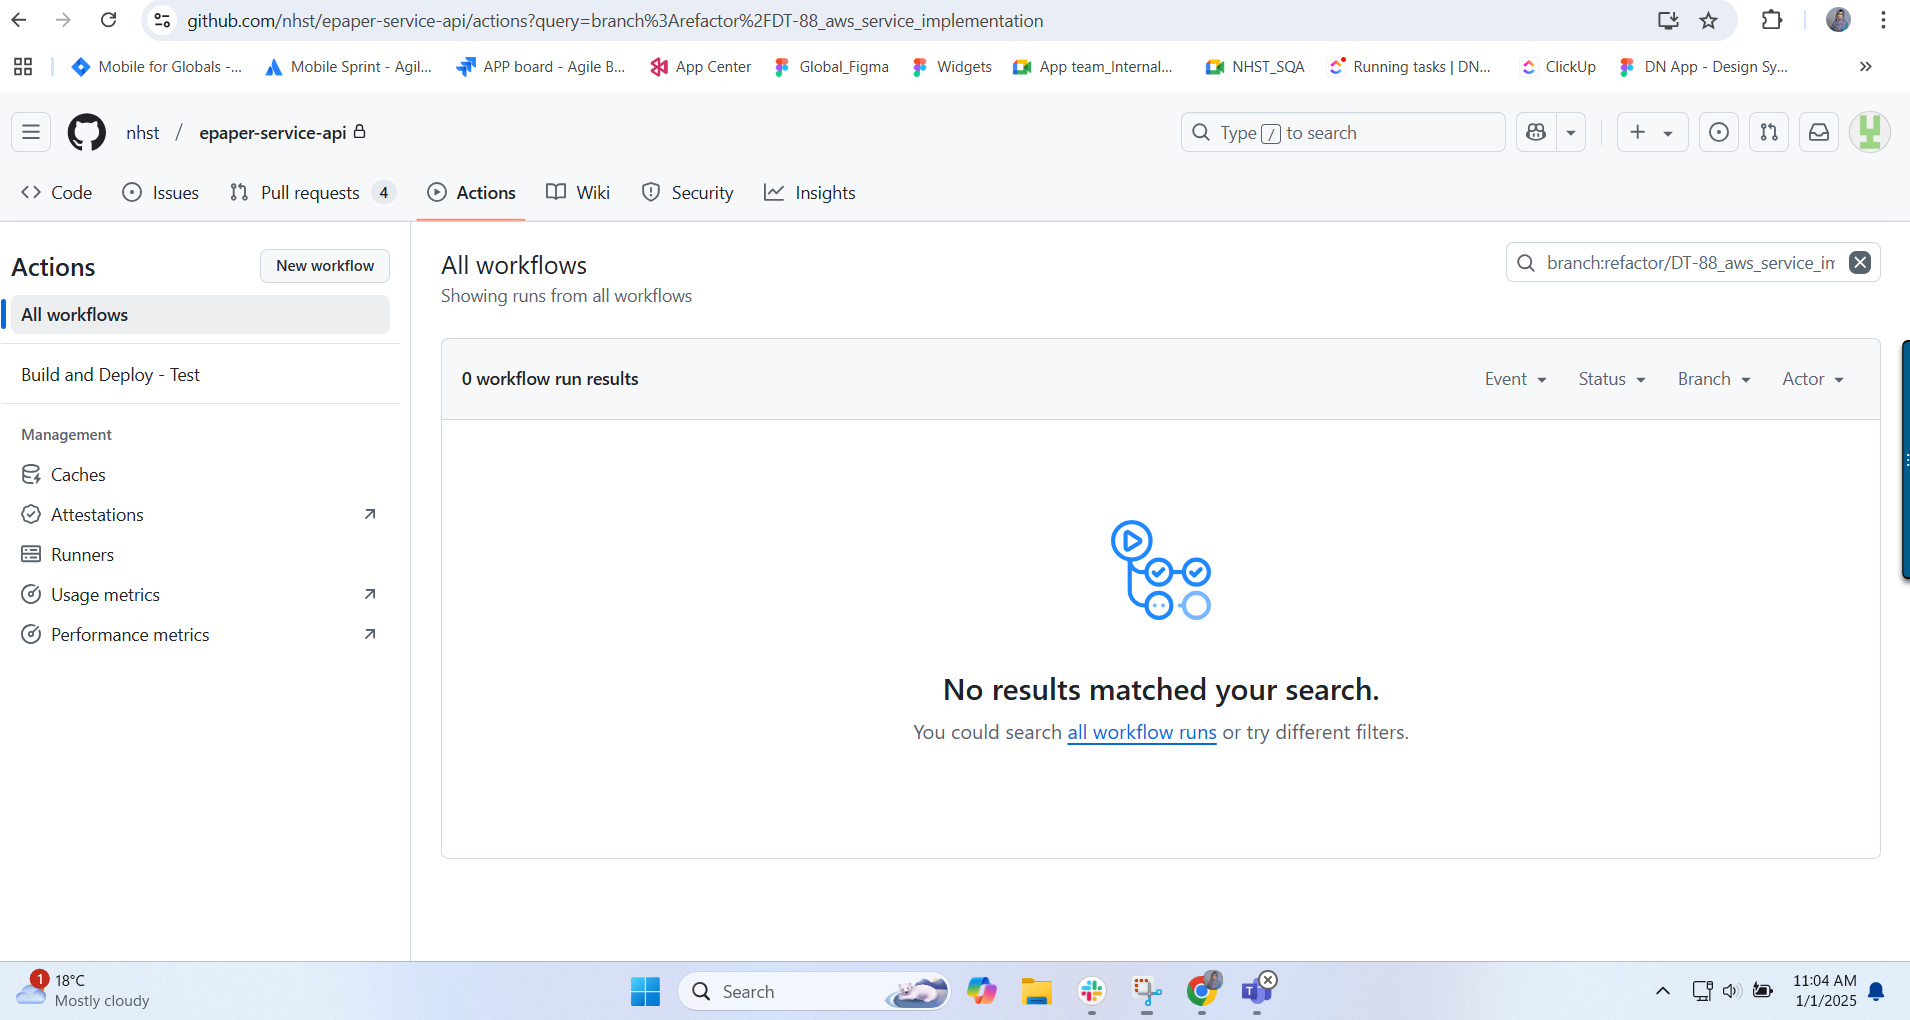 github.com/nhst/epaper-service-api/actions?query=branch%3Arefactor%2FDT-88_aws_service_implementation
Mobile for Globals -... Mobile Sprint - Agil... APP board - Agile B... App Center Global_Figma Widgets App team_Internal... NHST_SQA Running tasks | DN... ClickUp DN App - Design Sy... »
nhst / epaper-service-api Type / to search
Code Issues Pull requests 4 Actions Wiki Security Insights
Actions New workflow
All workflows
Build and Deploy - Test
Management
Caches
Attestations
Runners
Usage metrics
Performance metrics
All workflows
Showing runs from all workflows
branch:refactor/DT-88_aws_service_im
0 workflow run results Event Status Branch Actor
No results matched your search.
You could search all workflow runs or try different filters.
1
18°C
Mostly cloudy
Search
11:04 AM
1/1/2025